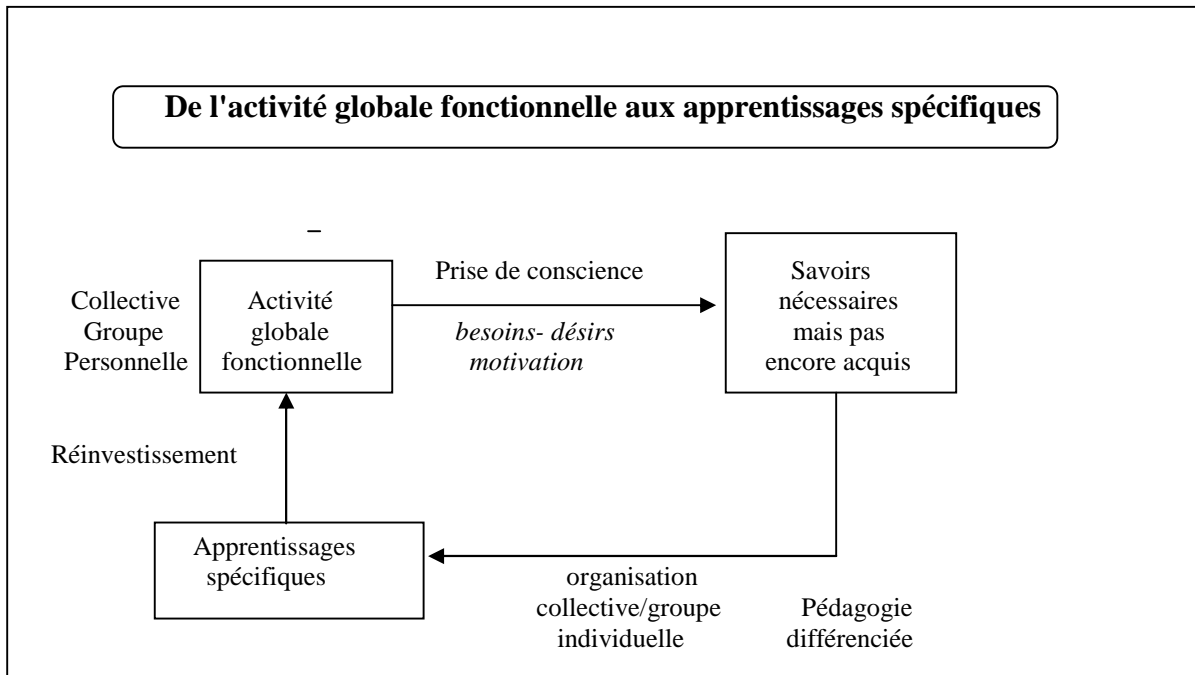 De l'activité globale fonctionnelle aux apprentissages spécifiques
Collective
Groupe
Personnelle
Activité
globale
fonctionnelle
Prise de conscience
besoins- désirs
motivation
Savoirs
nécessaires
mais pas
encore acquis
Réinvestissement
Apprentissages
spécifiques
organisation
collective/groupe
individuelle
Pédagogie
différenciée